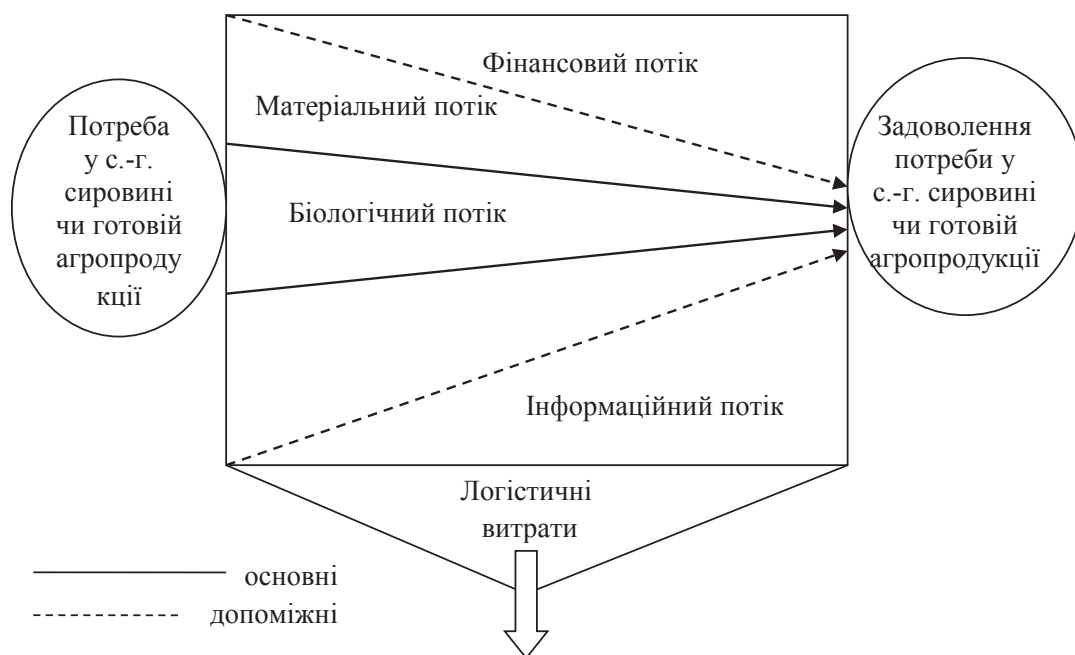 Фінансовий потік
Матеріальний потік
Потреба
у с.-г.
сировині
чи готовій
агропроду
кції
Біологічний потік
Задоволення
потреби у
с.-г. сировині
чи готовій
агропродукції
Інформаційний потік
Логістичні
витрати
основні
допоміжні